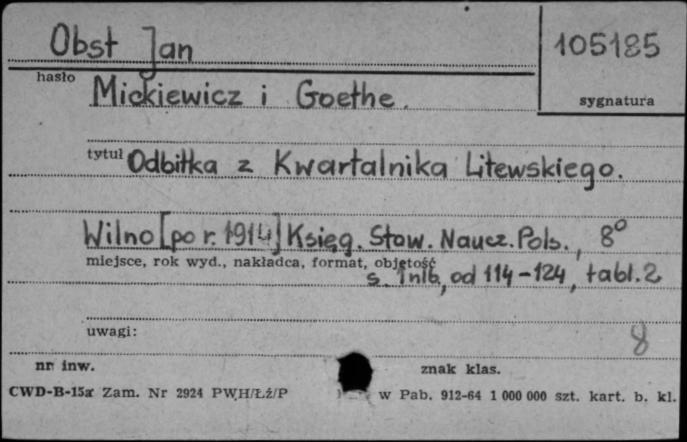 Obst Jan
105185
hasło
Mickiewicz i Goethe.
sygnatura
tytuł Odbitka z Kwartalnika Litewskiego.
Wilno [po r. 1914] Księg. Stow. Naucz. Pols., 8°
miejsce, rok wyd., nakładca, format, objętość
s. 1 nlb., od 114-124, tabl. 2
uwagi:
8
nr. inw.
znak klas.
CWD-B-15a Zam. Nr 2924 PWH/Łź/P
w Pab. 912-64 1 000 000 szt. kart. b. kl.